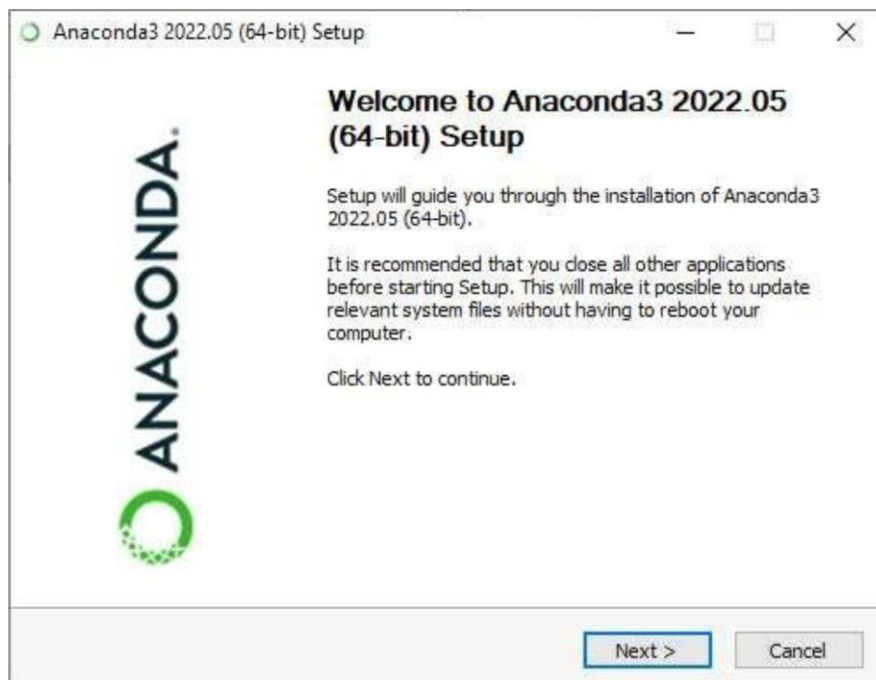 Anaconda3 2022.05 (64-bit) Setup
Welcome to Anaconda3 2022.05
(64-bit) Setup
Setup will guide you through the installation of Anaconda3
2022.05 (64-bit).
It is recommended that you close all other applications
before starting Setup. This will make it possible to update
relevant system files without having to reboot your
computer.
Click Next to continue.
ANACONDA.
Next >
Cancel